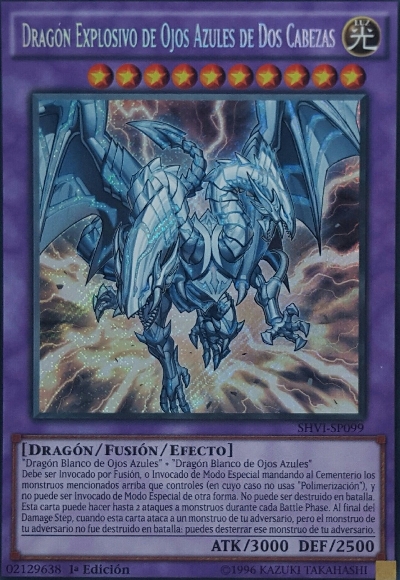 Dragón Explosivo de Ojos Azules de Dos Cabezas
光
SHVI-SP099
[Dragón/Fusión/Efecto]
"Dragón Blanco de Ojos Azules" + "Dragón Blanco de Ojos Azules"
Debe ser Invocado por Fusión, o Invocado de Modo Especial mandando al Cementerio los
monstruos mencionados arriba que controles (en cuyo caso no usas "Polimerización"), y
no puede ser Invocado de Modo Especial de otra forma. No puede ser destruido en batalla.
Esta carta puede hacer hasta 2 ataques a monstruos durante cada Battle Phase. Al final del
Damage Step, cuando esta carta ataca a un monstruo de tu adversario, pero el monstruo de
tu adversario no fue destruido en batalla: puedes desterrar ese monstruo de tu adversario.
ATK/3000 DEF/2500
02129638 1ª Edición ©1996 KAZUKI TAKAHASHI